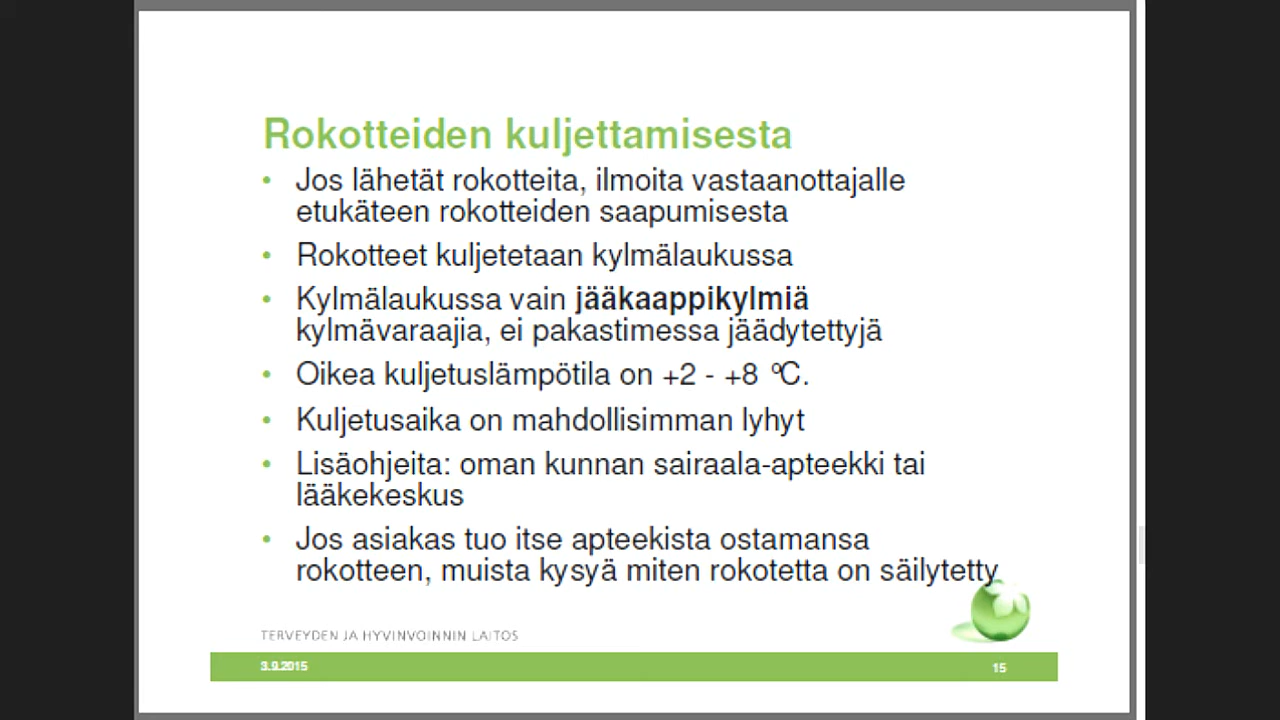 Rokotteiden kuljettamisesta
• Jos lähetät rokotteita, ilmoita vastaanottajalle
etukäteen rokotteiden saapumisesta
• Rokotteet kuljetetaan kylmälaukussa
• Kylmälaukussa vain jääkaappikylmiä
kylmävaraajia, ei pakastimessa jäädytettyjä
• Oikea kuljetuslämpötila on +2 - +8 °C.
• Kuljetusaika on mahdollisimman lyhyt
• Lisäohjeita: oman kunnan sairaala-apteekki tai
lääkekeskus
• Jos asiakas tuo itse apteekista ostamansa
rokotteen, muista kysyä miten rokotetta on säilytetty
TERVEYDEN JA HYVINVOINNIN LAITOS
3.9.2015
15